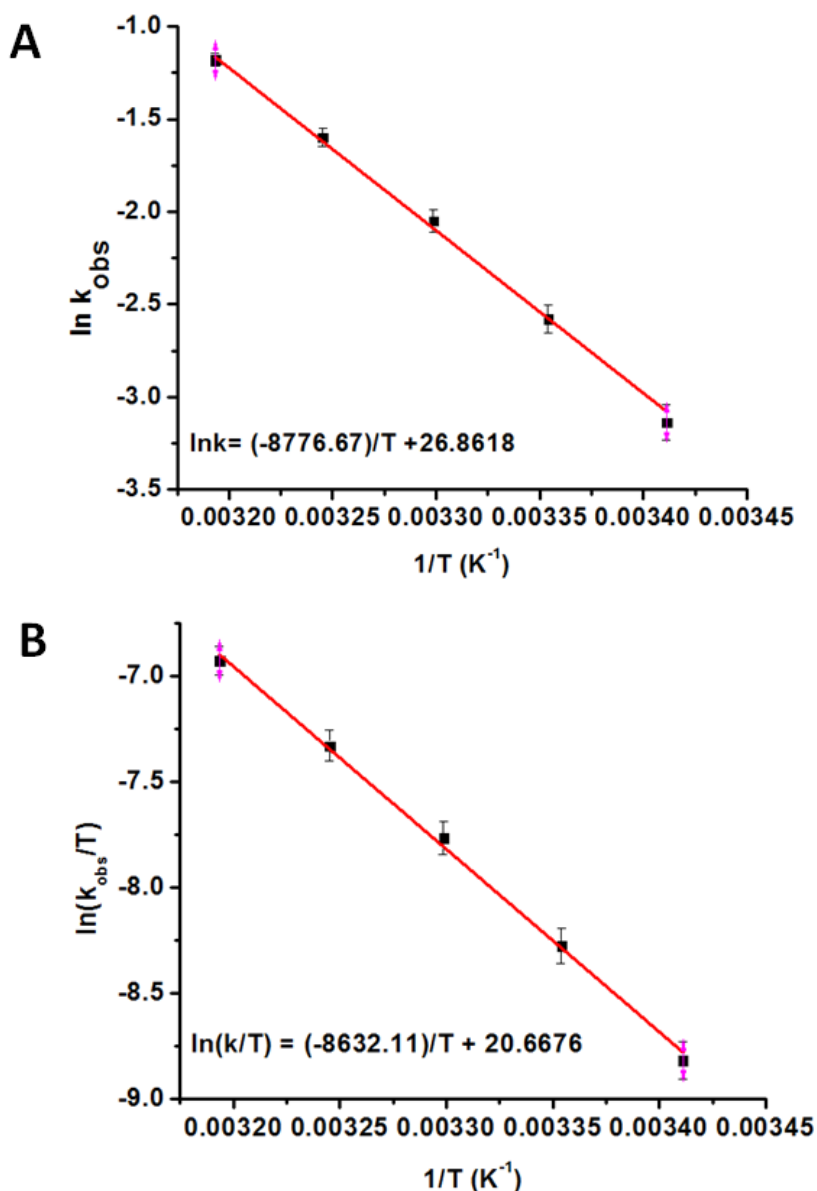 A
-1.0
-1.5
-2.0
-2.5
-3.0
-3.5
ln k_obs
lnk= (-8776.67)/T +26.8618
0.00320 0.00325 0.00330 0.00335 0.00340 0.00345
1/T (K⁻¹)
B
-7.0
-7.5
-8.0
-8.5
-9.0
ln(k_obs/T)
ln(k/T) = (-8632.11)/T + 20.6676
0.00320 0.00325 0.00330 0.00335 0.00340 0.00345
1/T (K⁻¹)